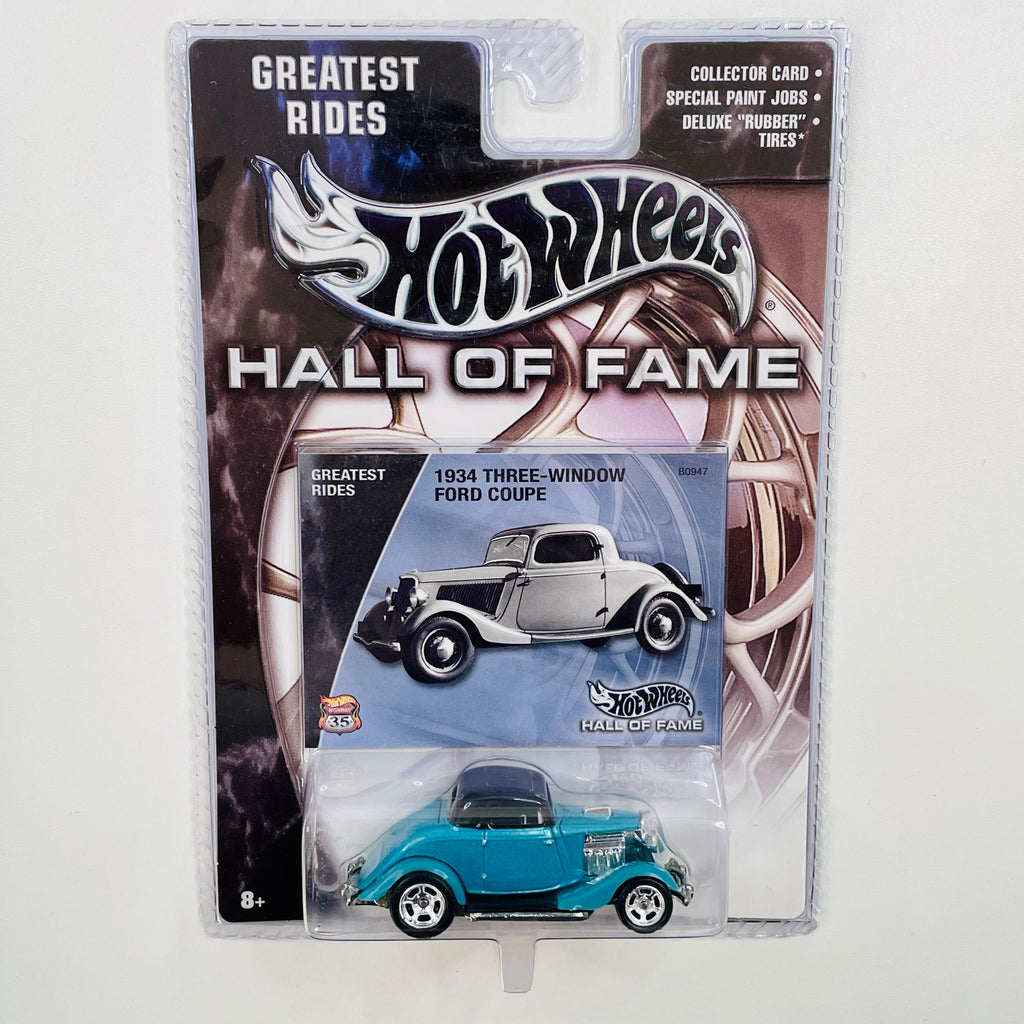 GREATEST
RIDES
COLLECTOR CARD •
SPECIAL PAINT JOBS •
DELUXE "RUBBER" •
TIRES*
HOT WHEELS
®
HALL OF FAME
GREATEST
RIDES
1934 THREE-WINDOW
FORD COUPE
B0947
HIGHWAY
35
HOT WHEELS®
HALL OF FAME
8+